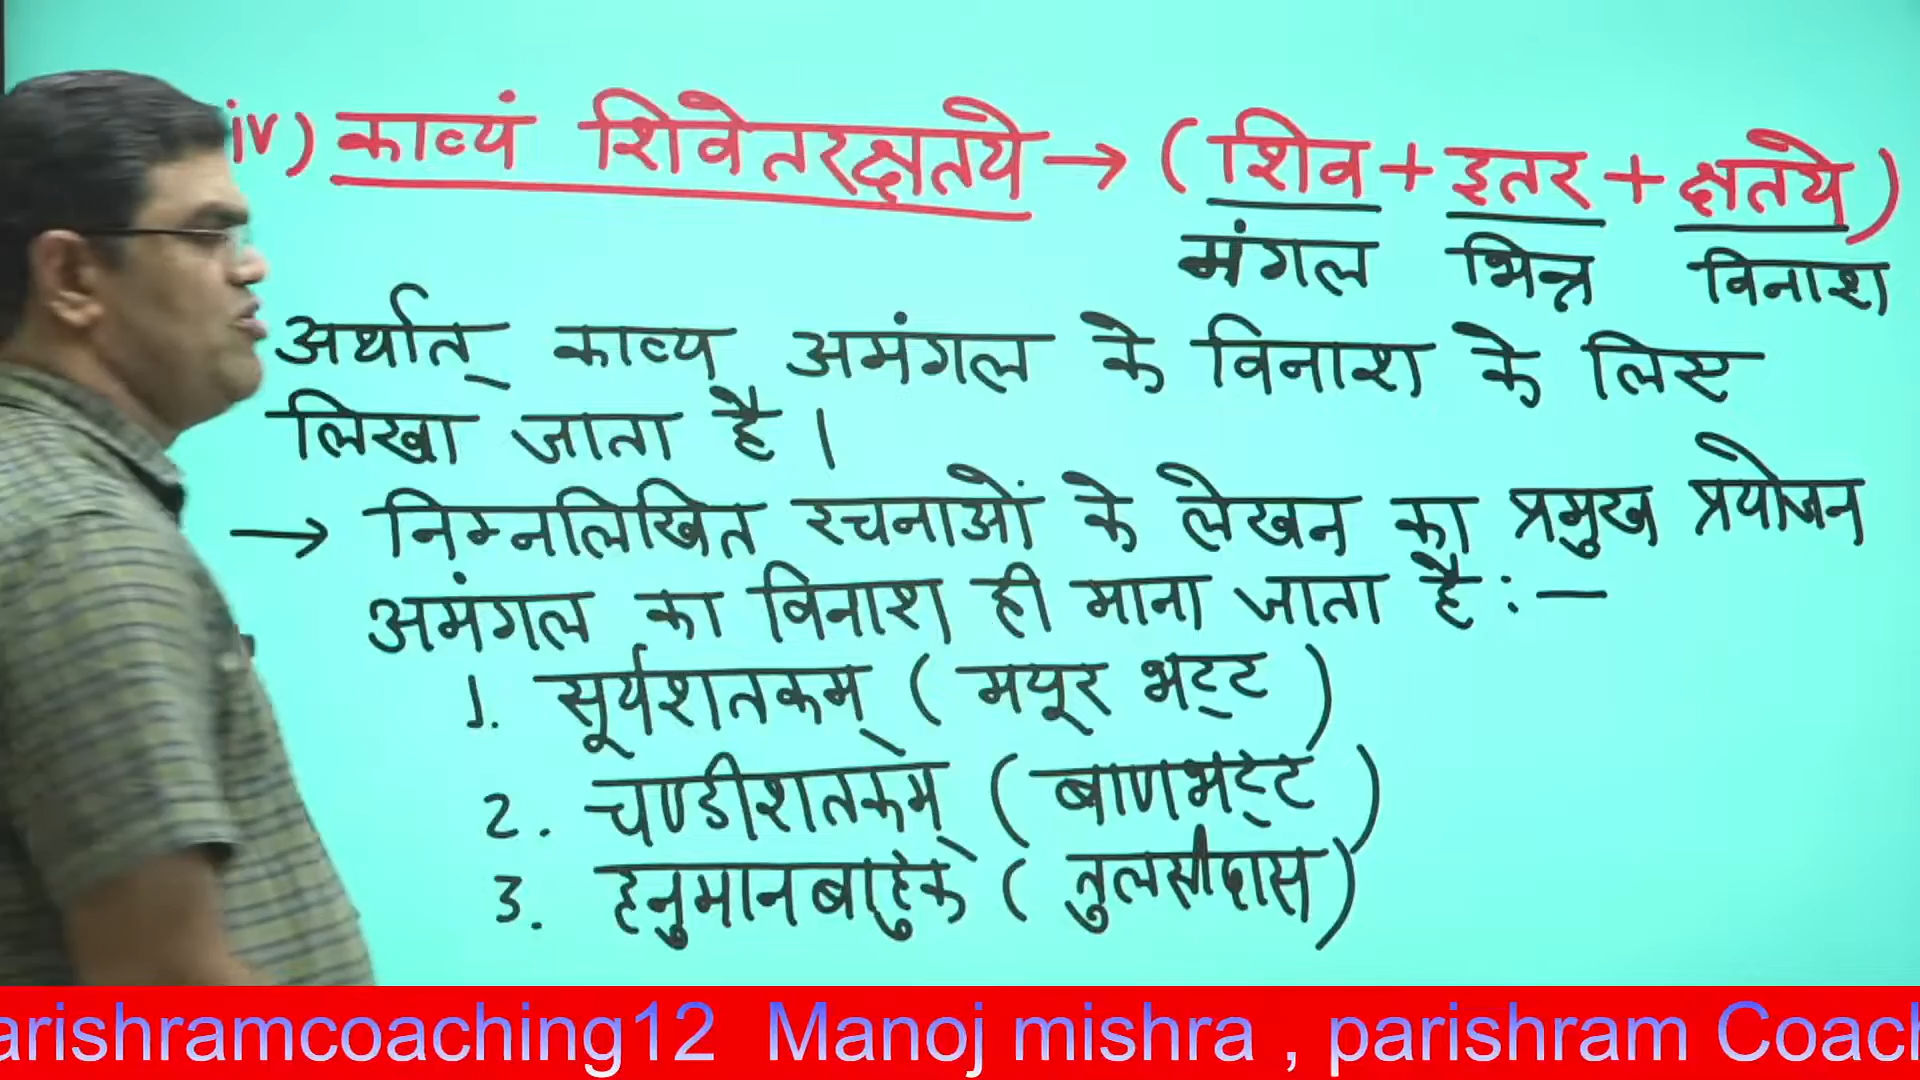 iv) काव्यं शिवेतरक्षतये → (शिव + इतर + क्षतये)
मंगल भिन्न विनाश
अर्थात् काव्य अमंगल के विनाश के लिए
लिखा जाता है ।
→ निम्नलिखित रचनाओं के लेखन का प्रमुख प्रयोजन
अमंगल का विनाश ही माना जाता है :—
1. सूर्यशतकम् ( मयूर भट्ट )
2. चण्डीशतकम् ( बाणभट्ट )
3. हनुमानबाहुक ( तुलसीदास )
arishramcoaching12 Manoj mishra , parishram Coach